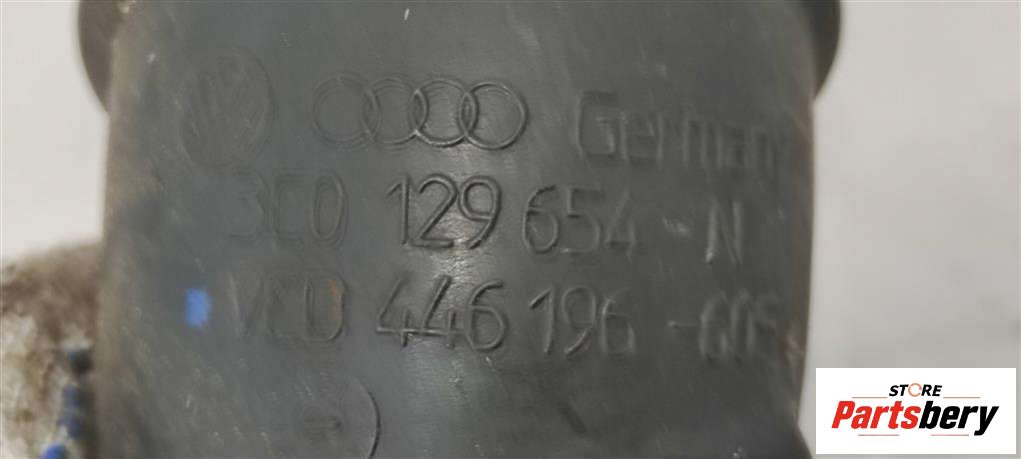 Germany
3C0 129 654-N
446 196
STORE
Partsbery